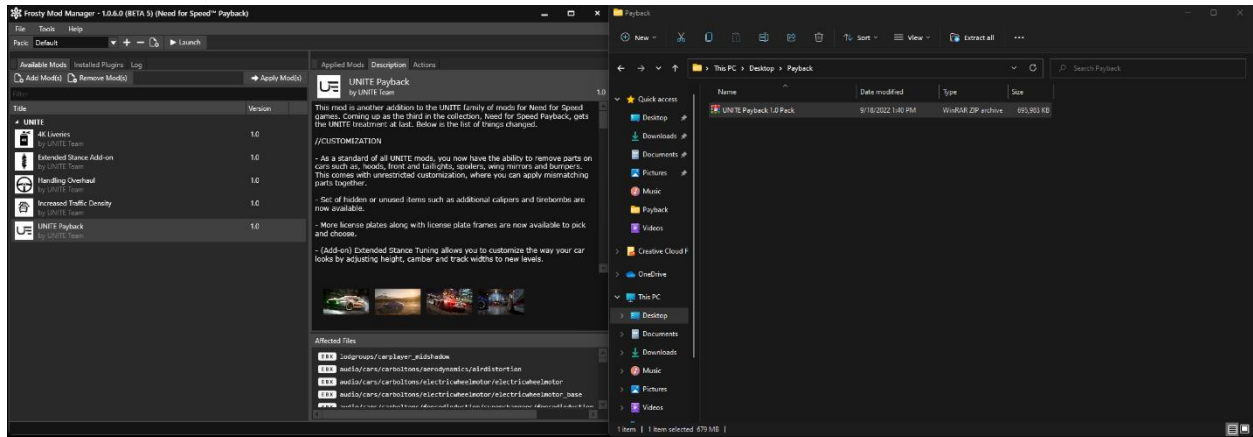 Frosty Mod Manager - 1.0.6.0 (BETA 5) (Need for Speed™ Payback)
File Tools Help
Pack: Default Launch
Available Mods Installed Plugins Log
Add Mod(s) Remove Mod(s) Apply Mod(s)
Filter
Title Version
UNITE
4K Liveries 1.0
by UNITE Team
Extended Stance Add-on 1.0
by UNITE Team
Handling Overhaul 1.0
by UNITE Team
Increased Traffic Density 1.0
by UNITE Team
UNITE Payback 1.0
by UNITE Team
Applied Mods Description Actions
UNITE Payback
by UNITE Team 1.0
This mod is another addition to the UNITE family of mods for Need for Speed
games. Coming up as the third in the collection, Need for Speed Payback, gets
the UNITE treatment at last. Below is the list of things changed.
//CUSTOMIZATION
- As a standard of all UNITE mods, you now have the ability to remove parts on
cars such as, hoods, front and taillights, spoilers, wing mirrors and bumpers.
This comes with unrestricted customization, where you can apply mismatching
parts together.
- Set of hidden or unused items such as additional calipers and tirebombs are
now available.
- More license plates along with license plate frames are now available to pick
and choose.
- (Add-on) Extended Stance Tuning allows you to customize the way your car
looks by adjusting height, camber and track widths to new levels.
Affected Files
EBX lodgroups/carplayer_midshadow
EBX audio/cars/carboltons/aerodynamics/airdistortion
EBX audio/cars/carboltons/electricwheelmotor/electricwheelmotor
EBX audio/cars/carboltons/electricwheelmotor/electricwheelmotor_base
Payback
New Sort View Extract all
This PC > Desktop > Payback
Search Payback
Name Date modified Type Size
UNITE Payback 1.0 Pack 9/18/2022 1:40 PM WinRAR ZIP archive 695,983 KB
Quick access
Desktop
Downloads
Documents
Pictures
Music
Payback
Videos
Creative Cloud F
OneDrive
This PC
Desktop
Documents
Downloads
Music
Pictures
Videos
1 item 1 item selected 679 MB